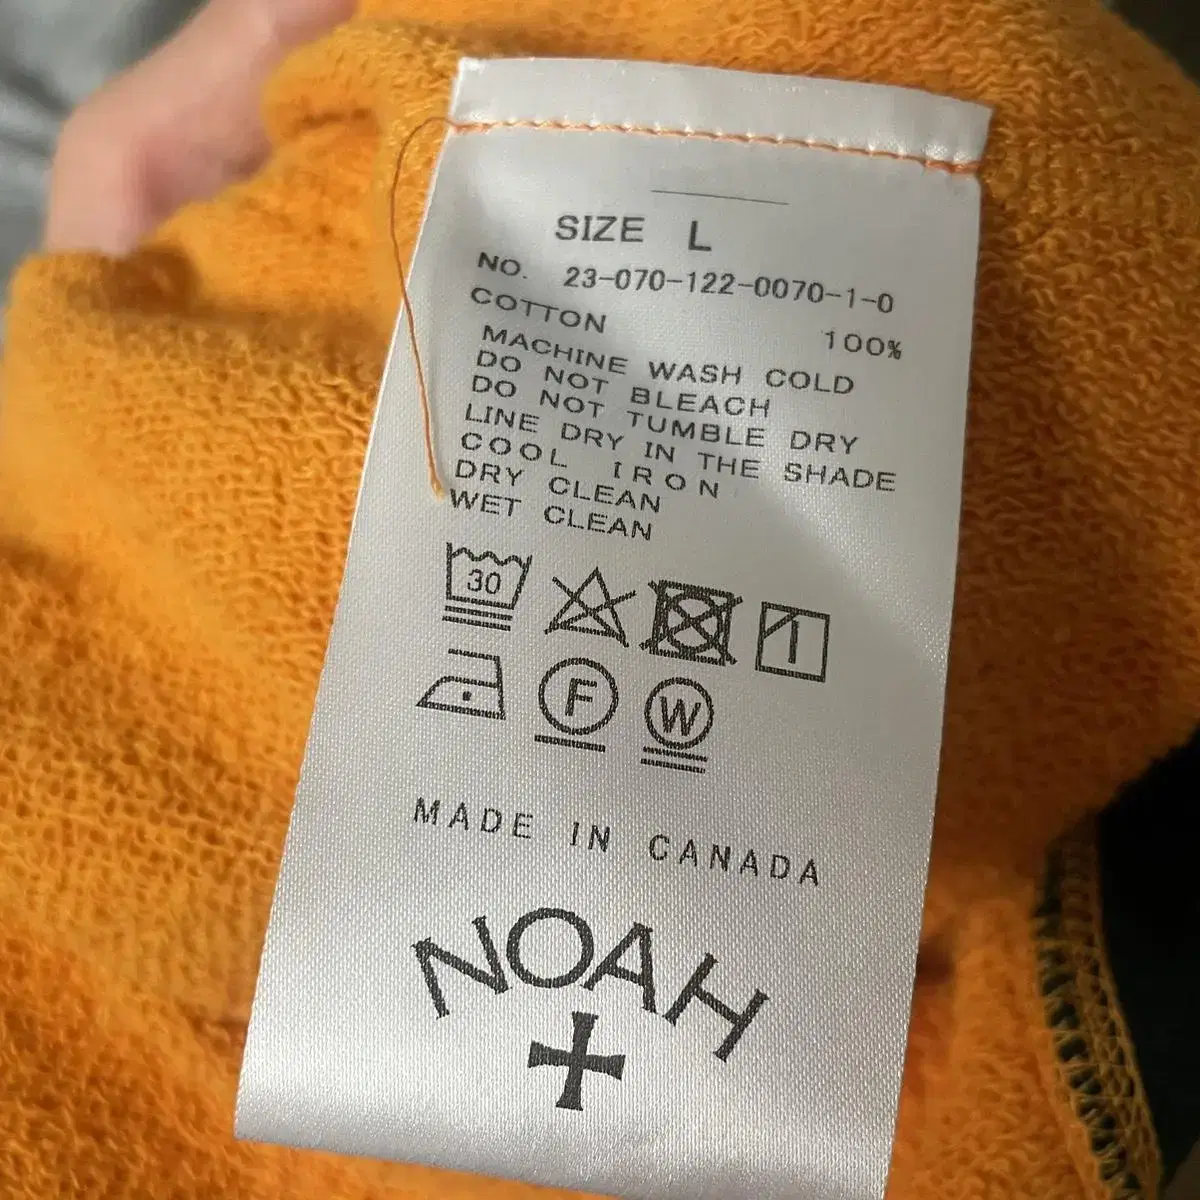 SIZE L
NO. 23-070-122-0070-1-0
COTTON 100%
MACHINE WASH COLD
DO NOT BLEACH
DO NOT TUMBLE DRY
LINE DRY IN THE SHADE
COOL IRON
DRY CLEAN
WET CLEAN
30
F W
MADE IN CANADA
NOAH